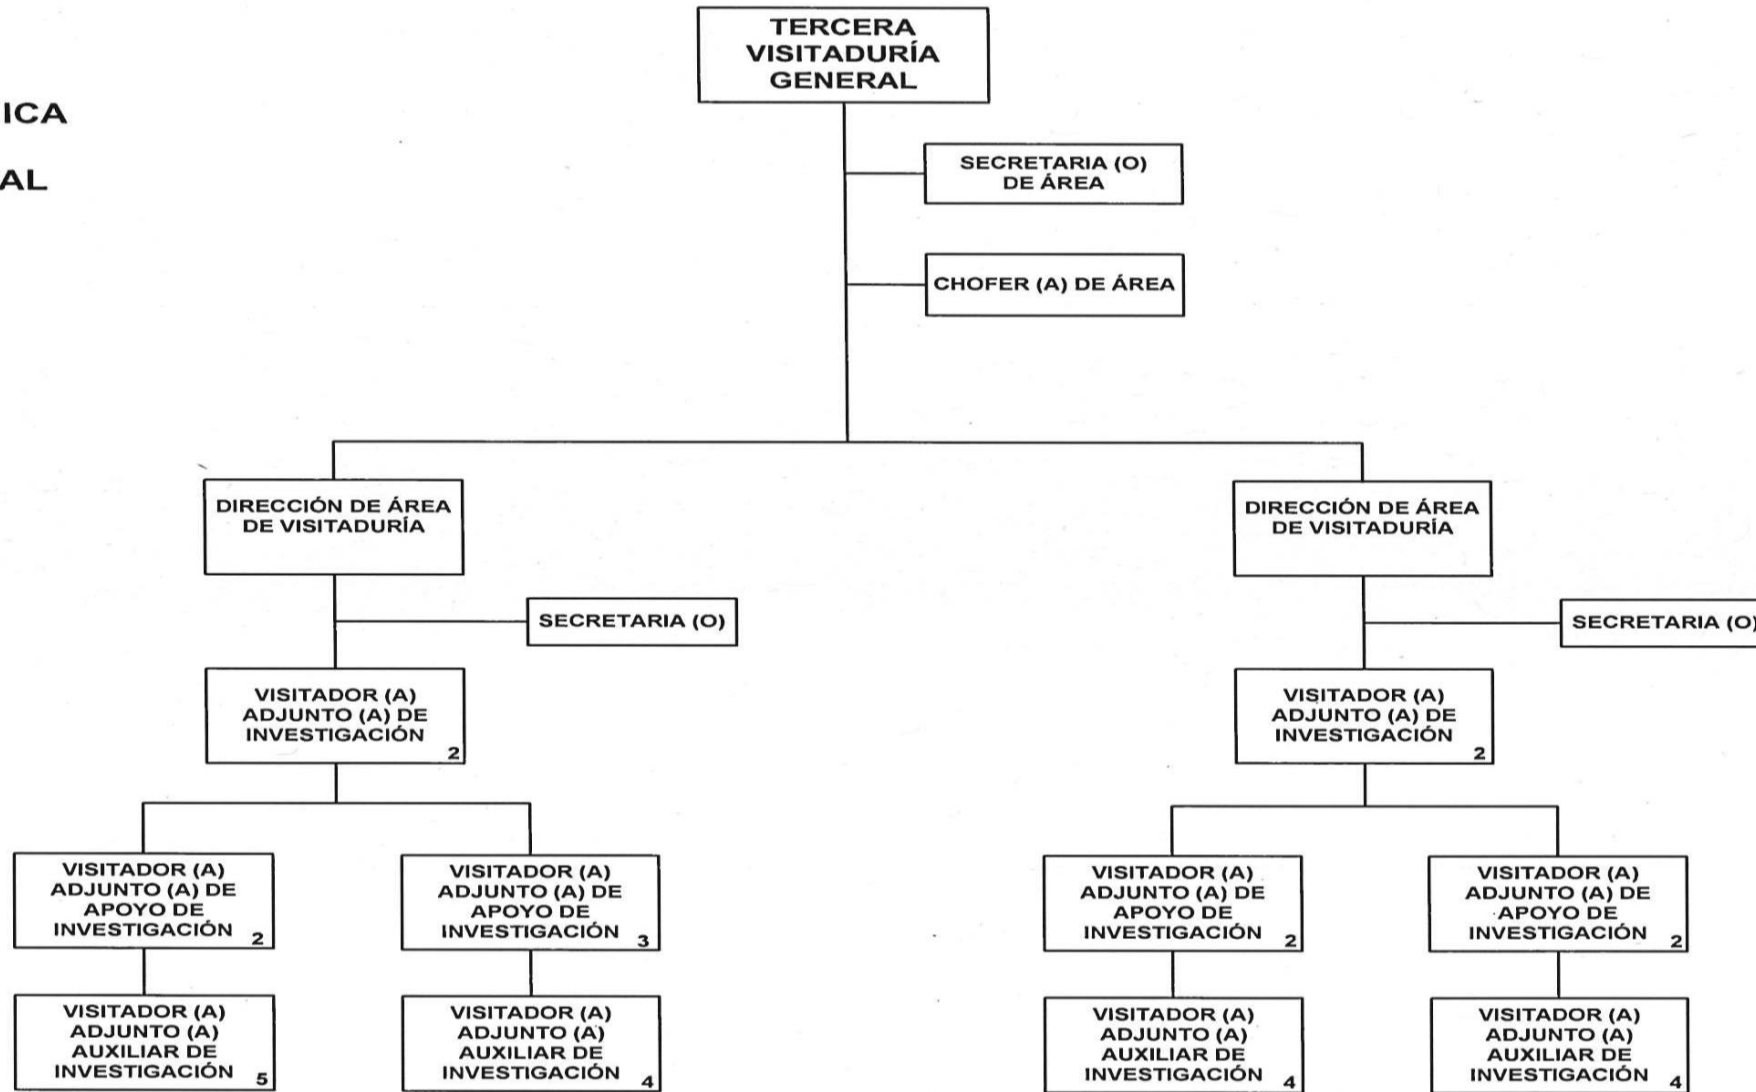 TERCERA
VISITADURÍA
GENERAL
ICA
AL
SECRETARIA (O)
DE ÁREA
CHOFER (A) DE ÁREA
DIRECCIÓN DE ÁREA
DE VISITADURÍA
DIRECCIÓN DE ÁREA
DE VISITADURÍA
SECRETARIA (O)
SECRETARIA (O)
VISITADOR (A)
ADJUNTO (A) DE
INVESTIGACIÓN
2
VISITADOR (A)
ADJUNTO (A) DE
INVESTIGACIÓN
2
VISITADOR (A)
ADJUNTO (A) DE
APOYO DE
INVESTIGACIÓN 2
VISITADOR (A)
ADJUNTO (A) DE
APOYO DE
INVESTIGACIÓN 3
VISITADOR (A)
ADJUNTO (A) DE
APOYO DE
INVESTIGACIÓN 2
VISITADOR (A)
ADJUNTO (A) DE
APOYO DE
INVESTIGACIÓN 2
VISITADOR (A)
ADJUNTO (A)
AUXILIAR DE
INVESTIGACIÓN 5
VISITADOR (A)
ADJUNTO (A)
AUXILIAR DE
INVESTIGACIÓN 4
VISITADOR (A)
ADJUNTO (A)
AUXILIAR DE
INVESTIGACIÓN 4
VISITADOR (A)
ADJUNTO (A)
AUXILIAR DE
INVESTIGACIÓN 4